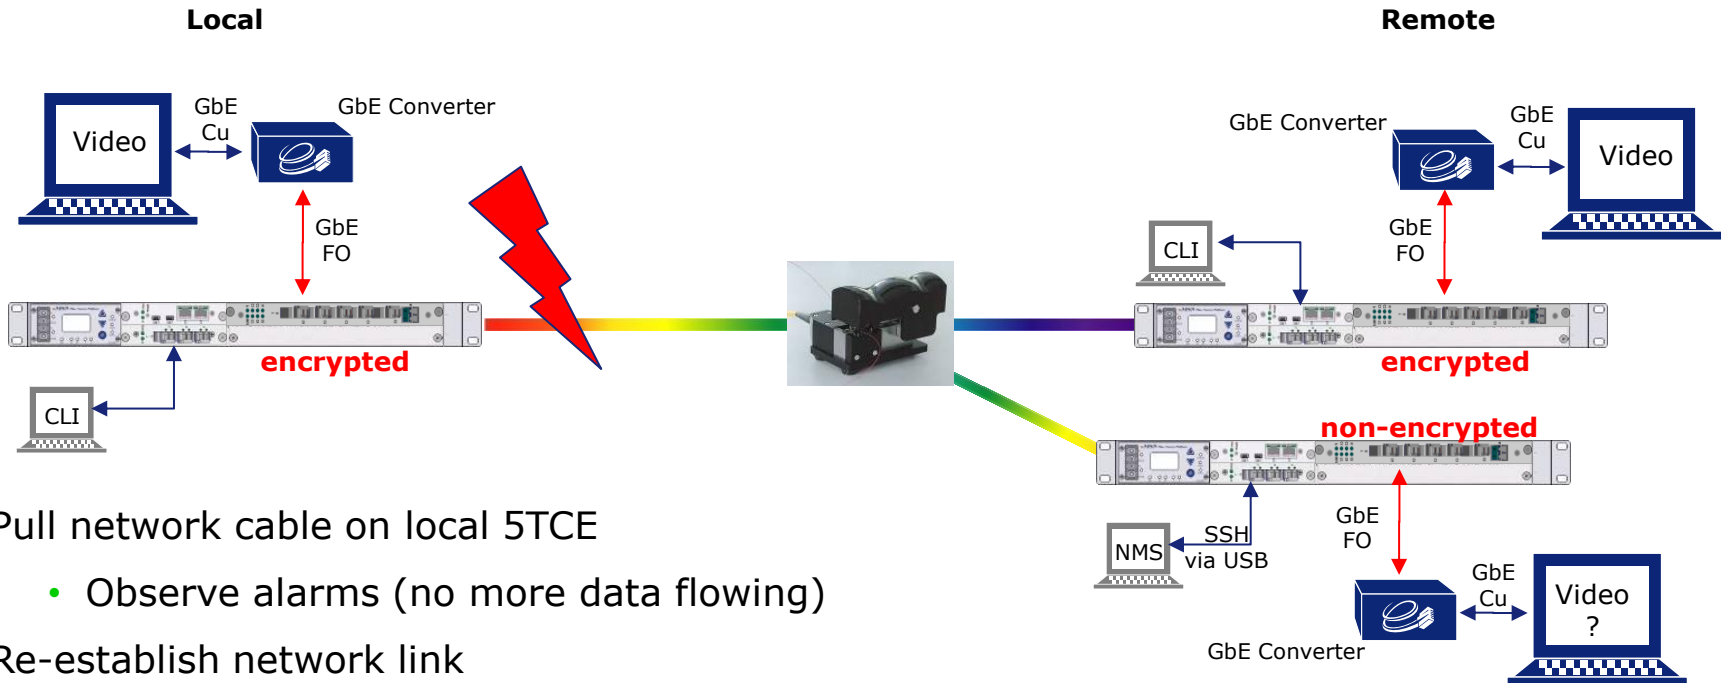 Local
Remote
Video
GbE
Cu
GbE Converter
GbE
FO
encrypted
CLI
GbE Converter
GbE
Cu
Video
CLI
GbE
FO
encrypted
non-encrypted
NMS
SSH
via USB
GbE
FO
GbE
Cu
GbE Converter
Video
?
Pull network cable on local 5TCE
• Observe alarms (no more data flowing)
Re-establish network link